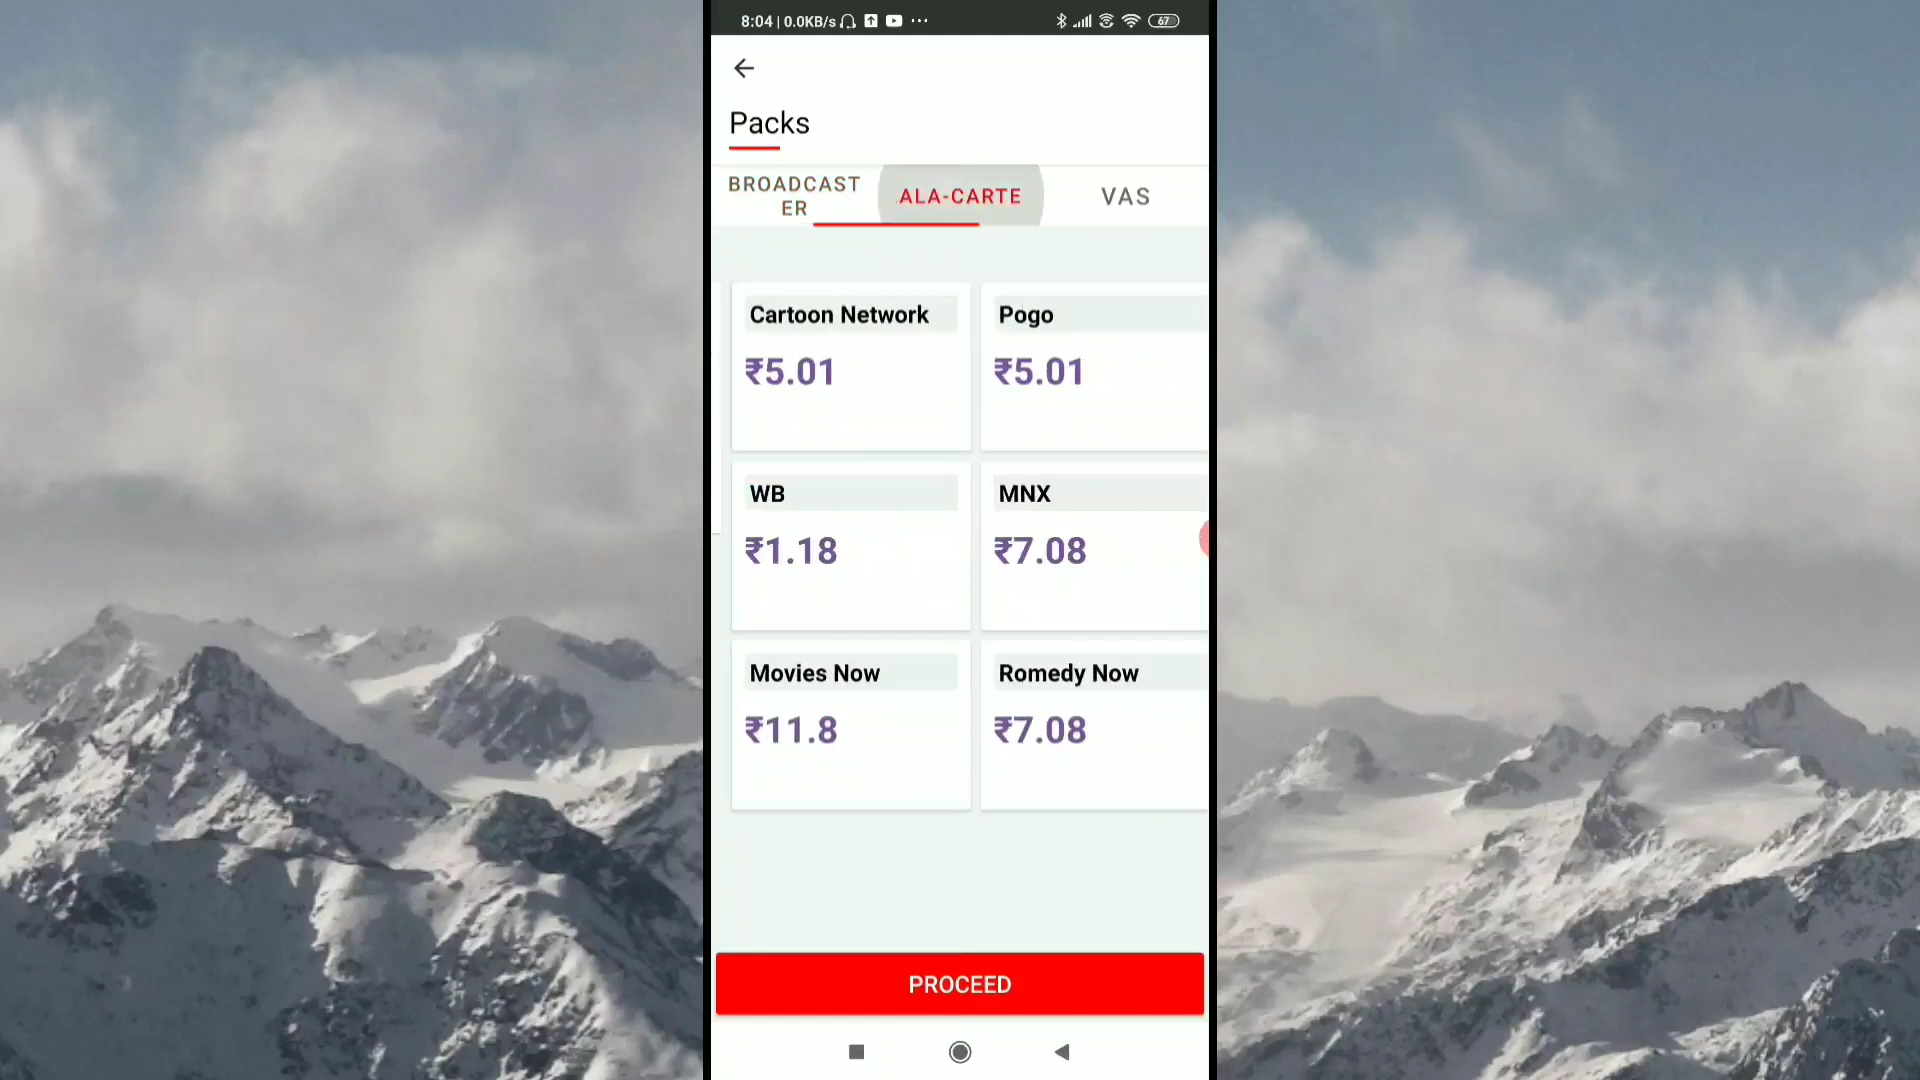 8:04 | 0.0KB/s
67
Packs
BROADCAST
ER
ALA-CARTE
VAS
Cartoon Network
Pogo
₹5.01
₹5.01
WB
MNX
₹1.18
₹7.08
Movies Now
Romedy Now
₹11.8
₹7.08
PROCEED